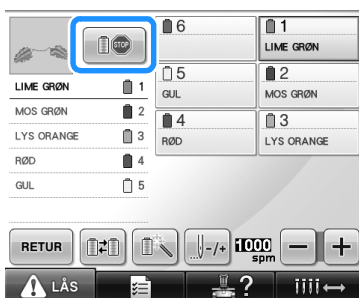 STOP
LIME GRØN 1
MOS GRØN 2
LYS ORANGE 3
RØD 4
GUL 5
6
5
GUL
4
RØD
1
LIME GRØN
2
MOS GRØN
3
LYS ORANGE
RETUR
-/+
1000
spm
− +
LÅS
?